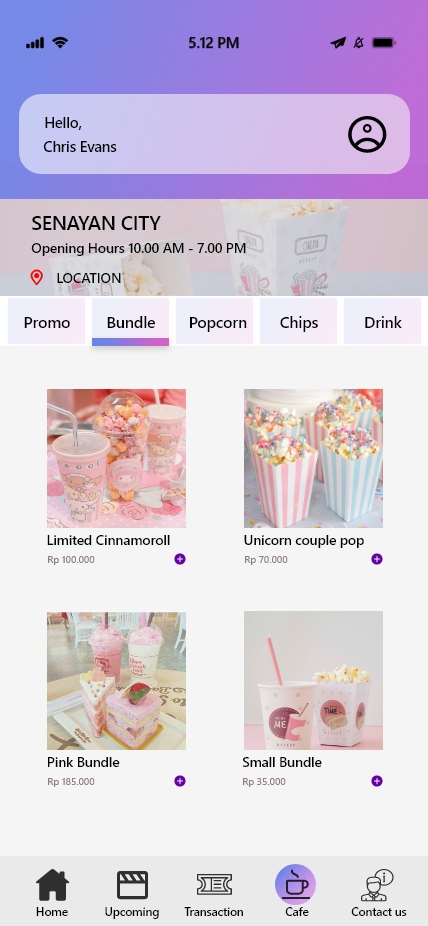 5.12 PM
Hello,
Chris Evans
SENAYAN CITY
Opening Hours 10.00 AM - 7.00 PM
LOCATION
Promo Bundle Popcorn Chips Drink
Limited Cinnamoroll Unicorn couple pop
Rp 100.000 Rp 70.000
Pink Bundle Small Bundle
Rp 185.000 Rp 35.000
Home Upcoming Transaction Cafe Contact us